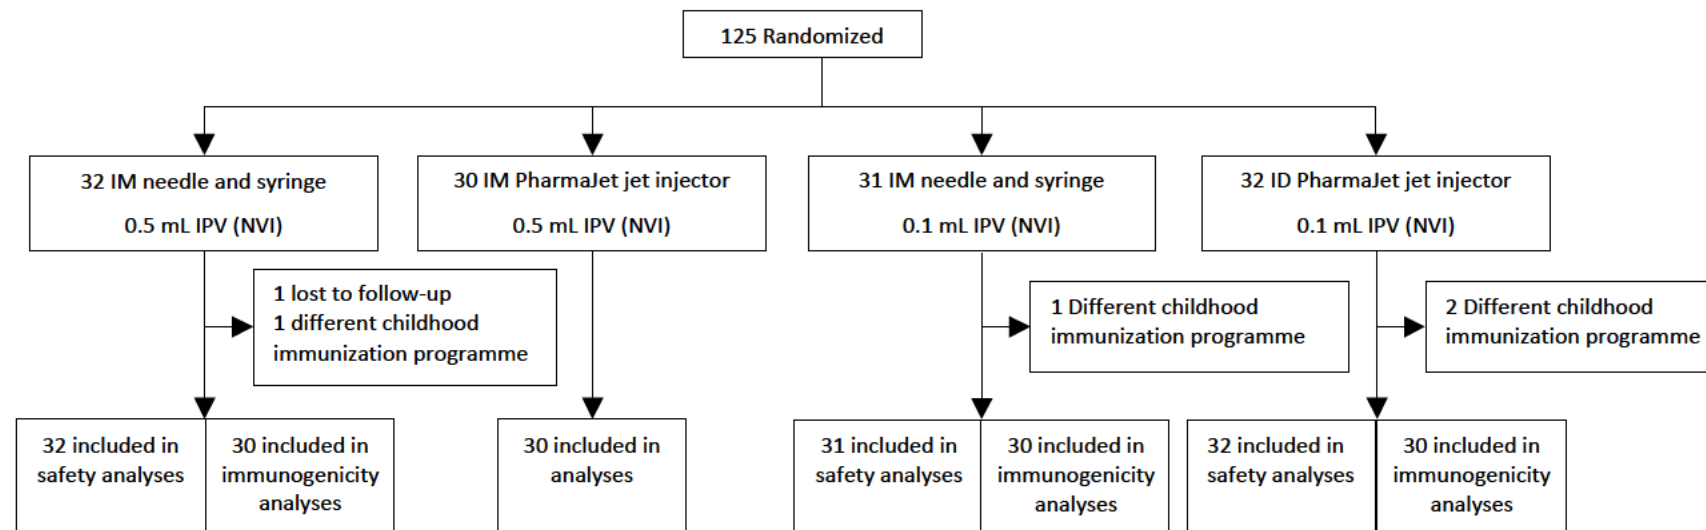 125 Randomized
32 IM needle and syringe
0.5 mL IPV (NVI)
30 IM PharmaJet jet injector
0.5 mL IPV (NVI)
31 IM needle and syringe
0.1 mL IPV (NVI)
32 ID PharmaJet jet injector
0.1 mL IPV (NVI)
1 lost to follow-up
1 different childhood
immunization programme
1 Different childhood
immunization programme
2 Different childhood
immunization programme
32 included in
safety analyses
30 included in
immunogenicity
analyses
30 included in
analyses
31 included in
safety analyses
30 included in
immunogenicity
analyses
32 included in
safety analyses
30 included in
immunogenicity
analyses